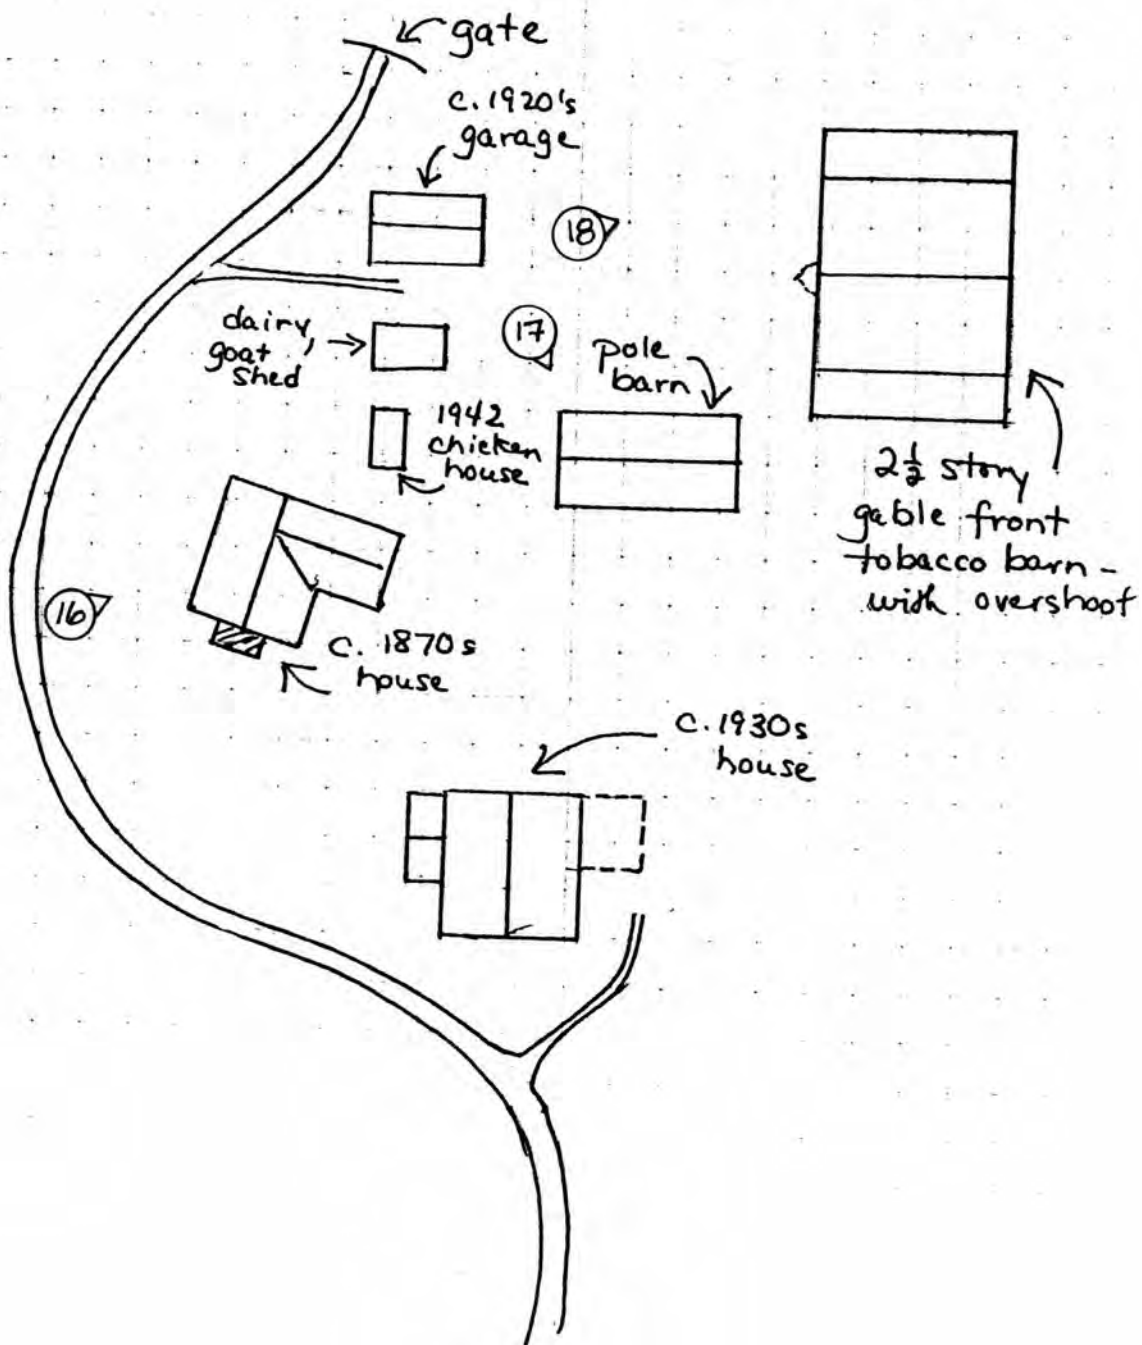 gate
c. 1920's
garage
18
17
dairy,
goat
shed
pole
barn
1942
chicken
house
2½ story
gable front
tobacco barn -
with overshoot
16
c. 1870s
house
c. 1930s
house